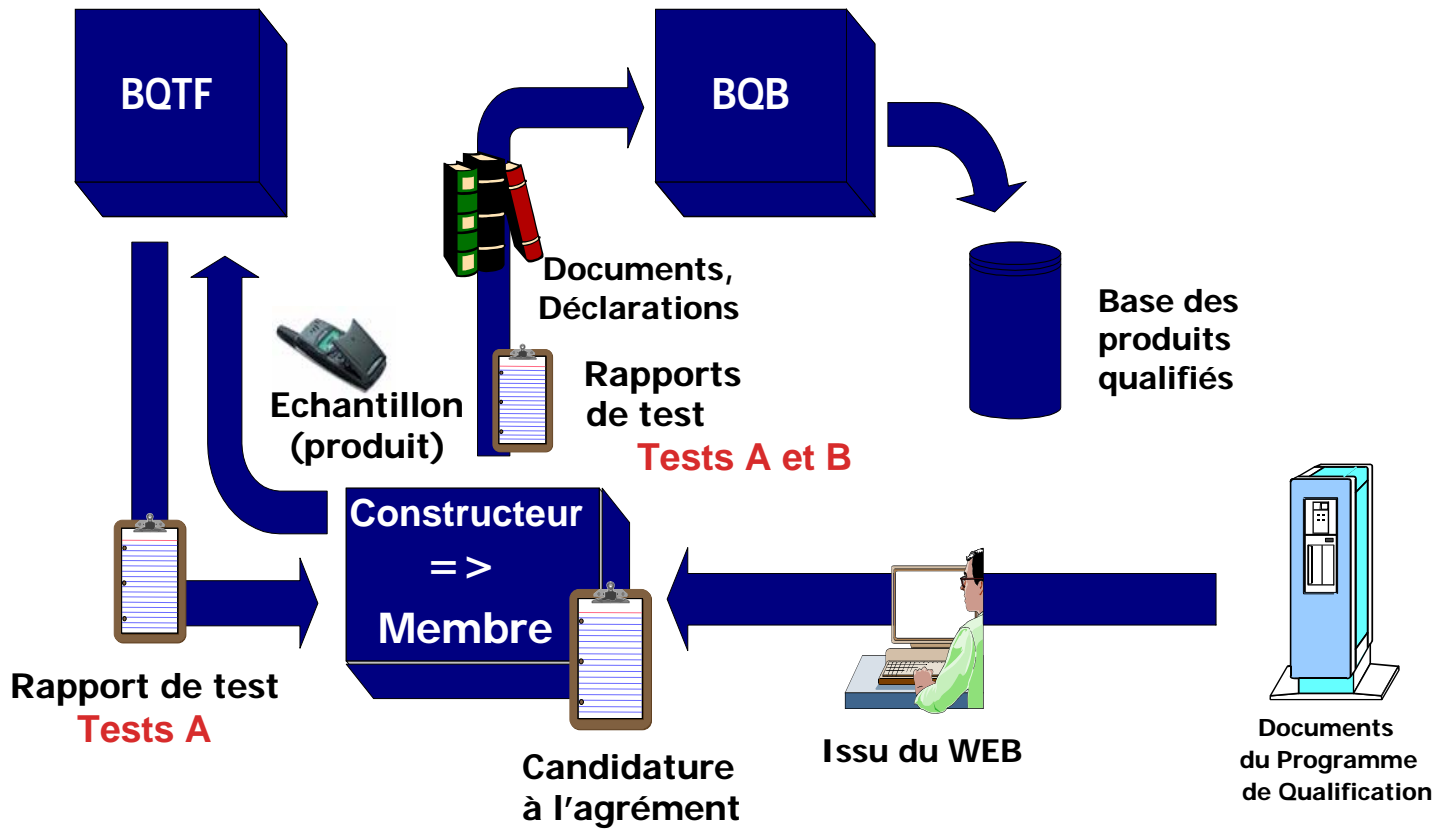 BQTF
BQB
Documents,
Déclarations
Base des
produits
qualifiés
Echantillon
(produit)
Rapports
de test
Tests A et B
Constructeur
=>
Membre
Rapport de test
Tests A
Candidature
à l’agrément
Issu du WEB
Documents
du Programme
de Qualification